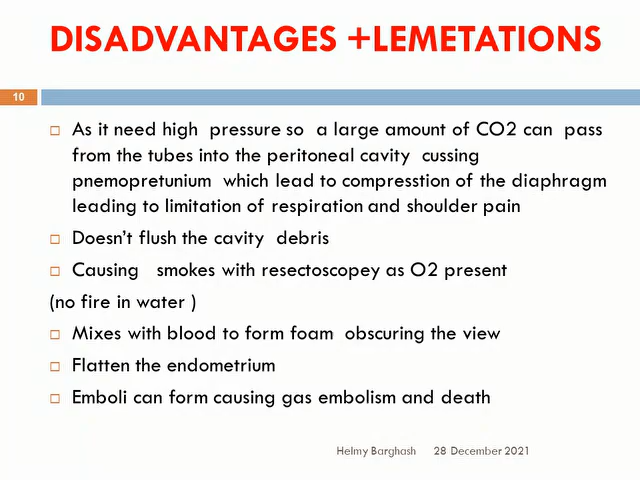 DISADVANTAGES +LEMETATIONS
10
As it need high pressure so a large amount of CO2 can pass
from the tubes into the peritoneal cavity cussing
pnemopretunium which lead to compresstion of the diaphragm
leading to limitation of respiration and shoulder pain
Doesn't flush the cavity debris
Causing smokes with resectoscopey as O2 present
(no fire in water )
Mixes with blood to form foam obscuring the view
Flatten the endometrium
Emboli can form causing gas embolism and death
Helmy Barghash 28 December 2021